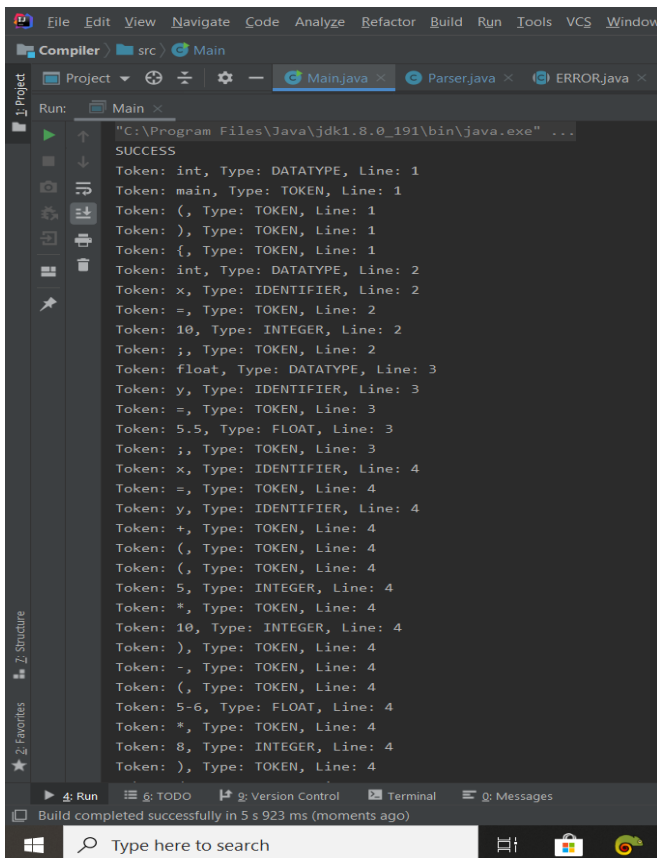 File Edit View Navigate Code Analyze Refactor Build Run Tools VCS Window
Compiler src Main
Project Main.java Parser.java ERROR.java
1: Project
Run: Main
"C:\Program Files\Java\jdk1.8.0_191\bin\java.exe" ...
SUCCESS
Token: int, Type: DATATYPE, Line: 1
Token: main, Type: TOKEN, Line: 1
Token: (, Type: TOKEN, Line: 1
Token: ), Type: TOKEN, Line: 1
Token: {, Type: TOKEN, Line: 1
Token: int, Type: DATATYPE, Line: 2
Token: x, Type: IDENTIFIER, Line: 2
Token: =, Type: TOKEN, Line: 2
Token: 10, Type: INTEGER, Line: 2
Token: ;, Type: TOKEN, Line: 2
Token: float, Type: DATATYPE, Line: 3
Token: y, Type: IDENTIFIER, Line: 3
Token: =, Type: TOKEN, Line: 3
Token: 5.5, Type: FLOAT, Line: 3
Token: ;, Type: TOKEN, Line: 3
Token: x, Type: IDENTIFIER, Line: 4
Token: =, Type: TOKEN, Line: 4
Token: y, Type: IDENTIFIER, Line: 4
Token: +, Type: TOKEN, Line: 4
Token: (, Type: TOKEN, Line: 4
Token: (, Type: TOKEN, Line: 4
Token: 5, Type: INTEGER, Line: 4
Token: *, Type: TOKEN, Line: 4
Token: 10, Type: INTEGER, Line: 4
Token: ), Type: TOKEN, Line: 4
Token: -, Type: TOKEN, Line: 4
Token: (, Type: TOKEN, Line: 4
Token: 5-6, Type: FLOAT, Line: 4
Token: *, Type: TOKEN, Line: 4
Token: 8, Type: INTEGER, Line: 4
Token: ), Type: TOKEN, Line: 4
7: Structure
2: Favorites
4: Run 6: TODO 9: Version Control Terminal 0: Messages
Build completed successfully in 5 s 923 ms (moments ago)
Type here to search